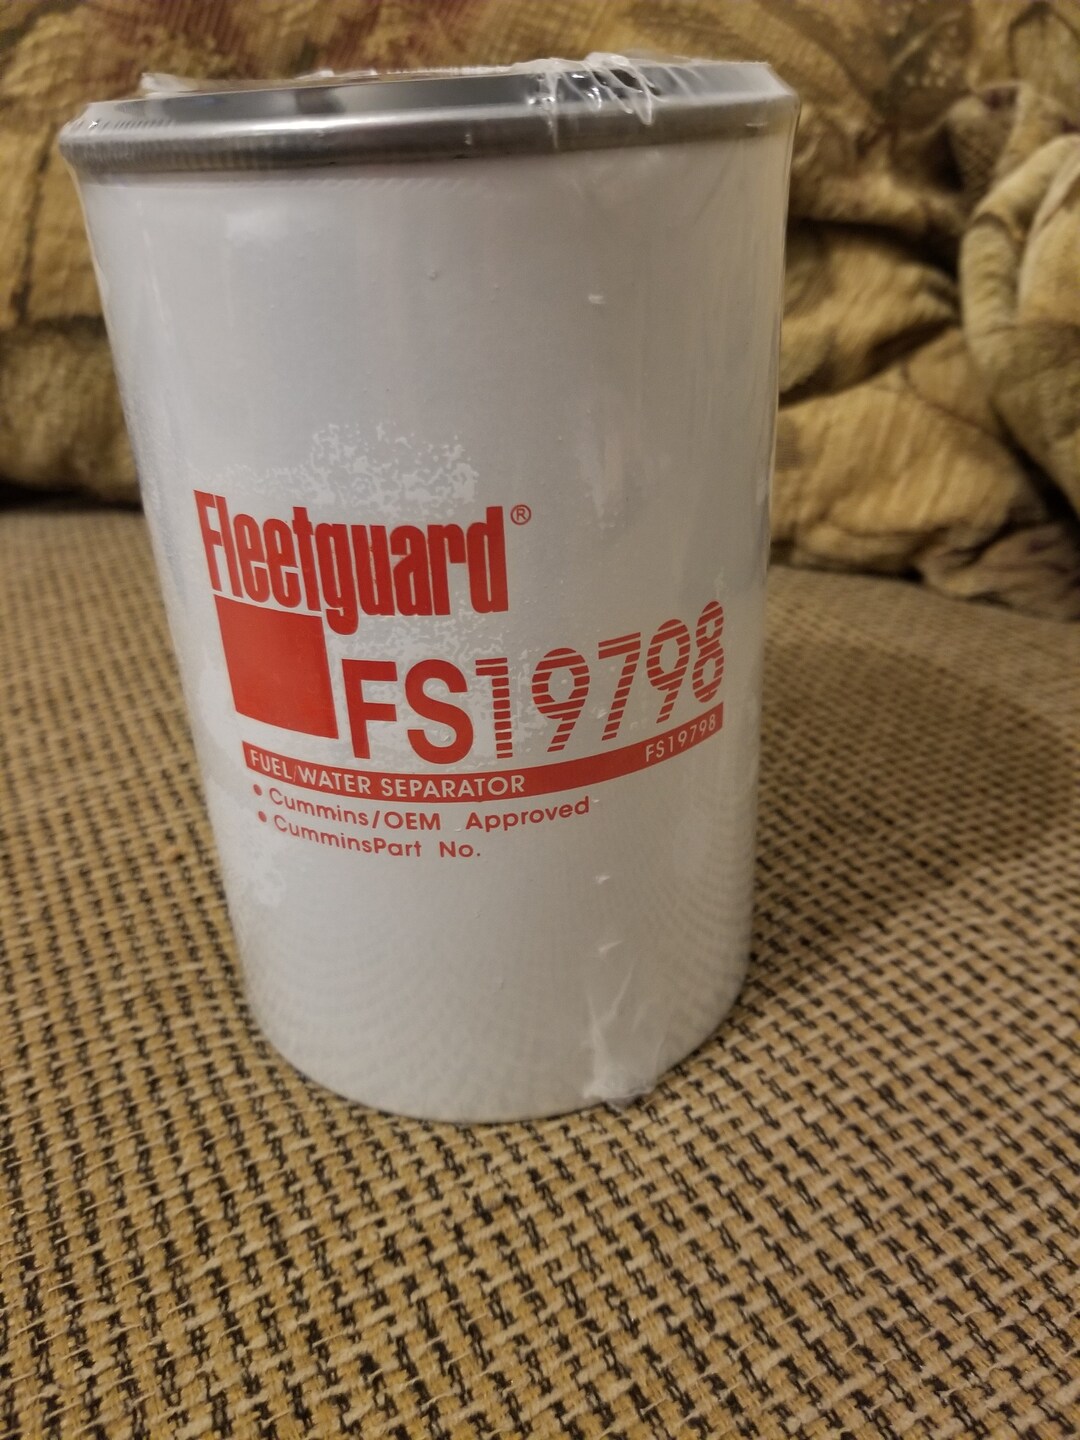 Fleetguard®
FS19798
FUEL/WATER SEPARATOR FS19798
• Cummins/OEM Approved
• CumminsPart No.